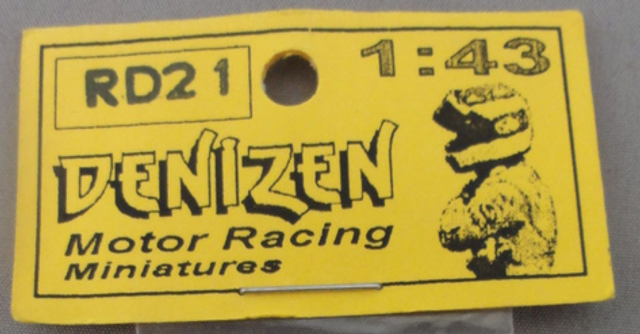 RD21
1:43
DENIZEN
Motor Racing
Miniatures